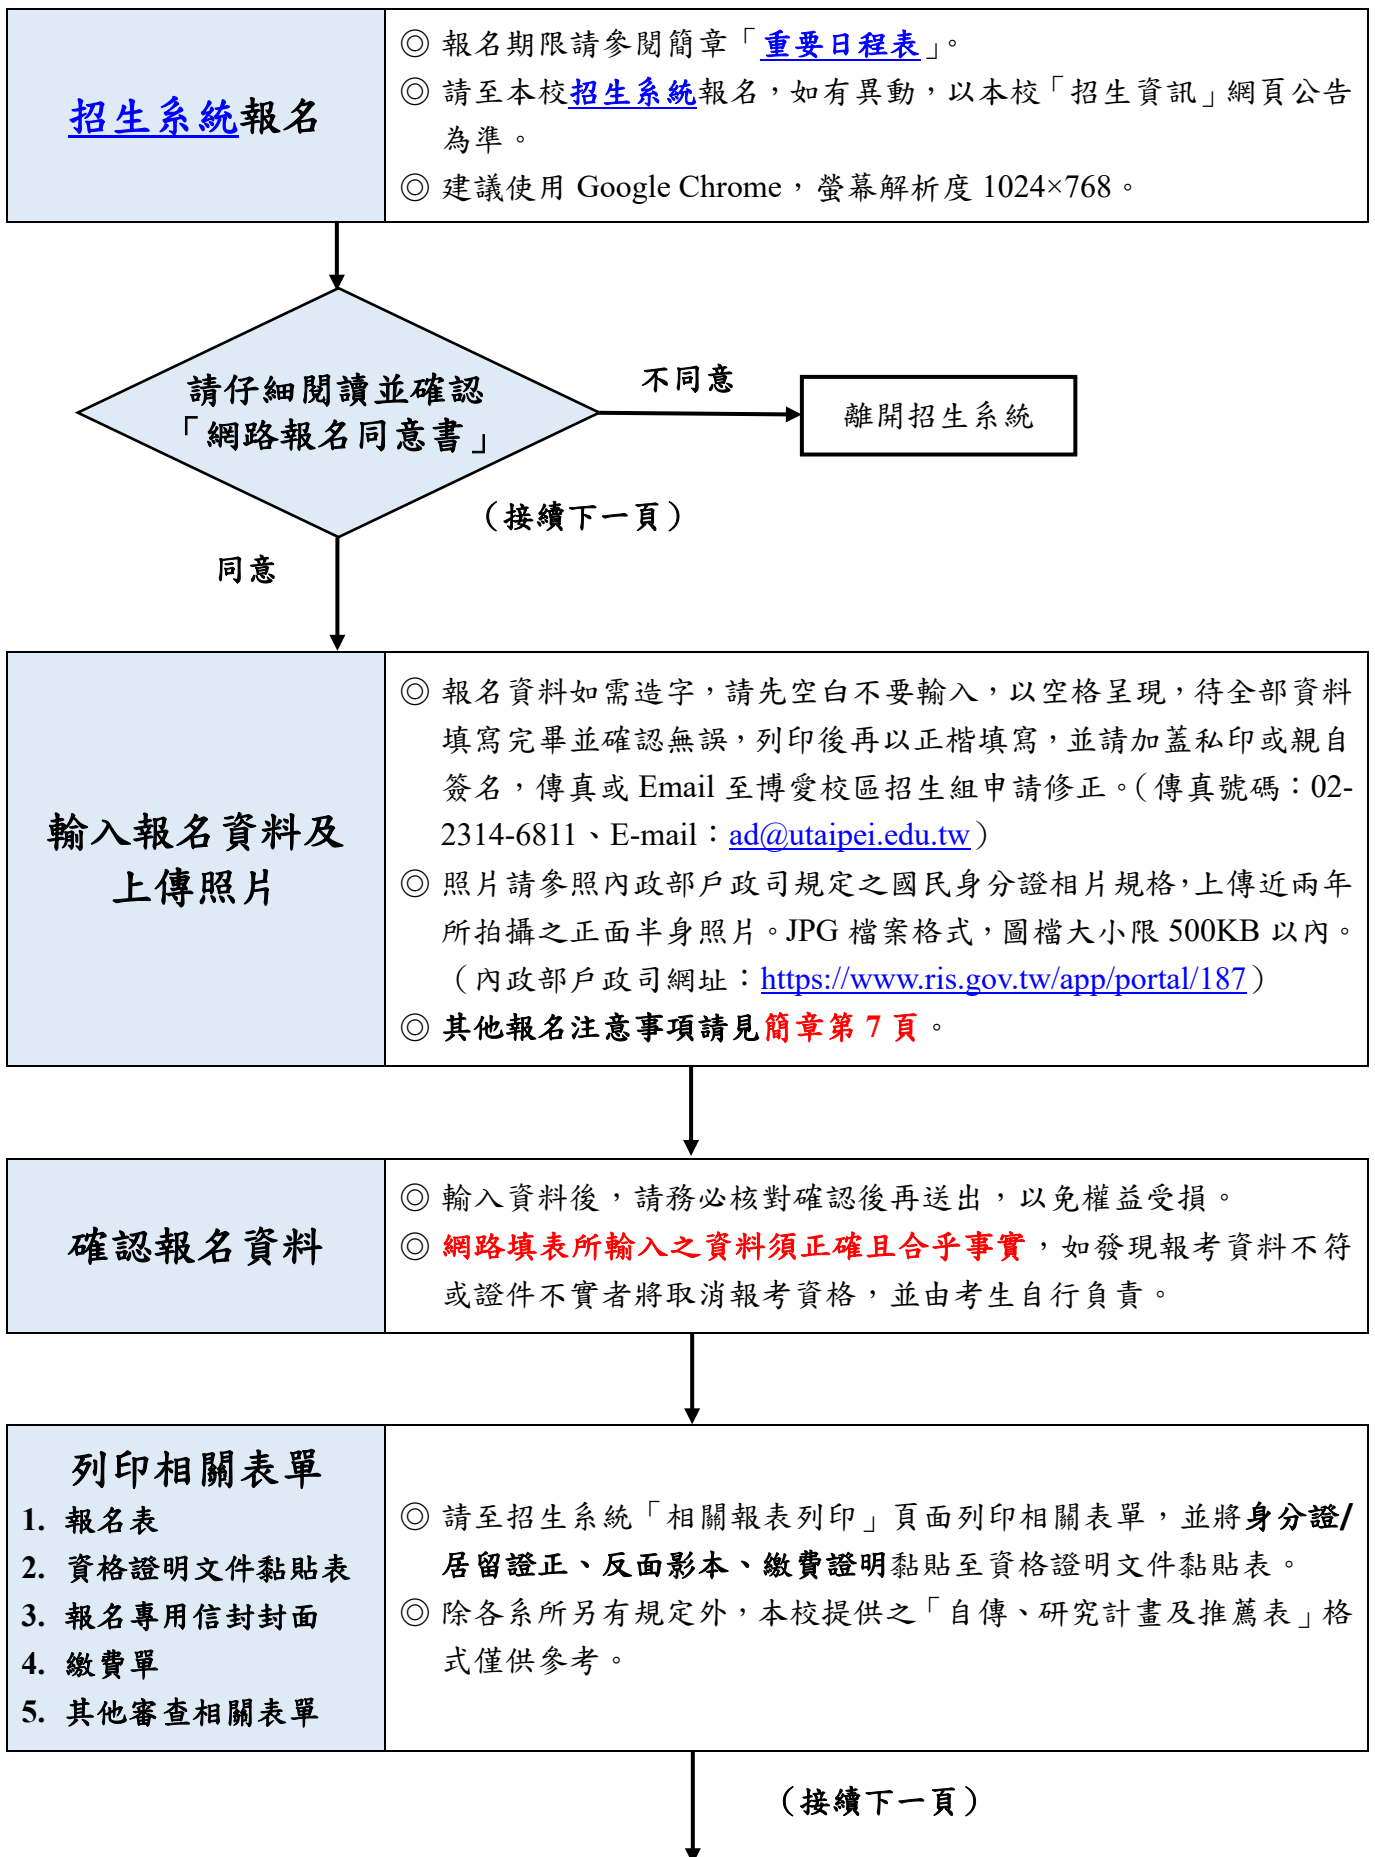 招生系統報名
◎ 報名期限請參閱簡章「重要日程表」。
◎ 請至本校招生系統報名，如有異動，以本校「招生資訊」網頁公告
為準。
◎ 建議使用 Google Chrome，螢幕解析度 1024×768。
請仔細閱讀並確認
「網路報名同意書」
不同意
離開招生系統
（接續下一頁）
同意
輸入報名資料及
上傳照片
◎ 報名資料如需造字，請先空白不要輸入，以空格呈現，待全部資料
填寫完畢並確認無誤，列印後再以正楷填寫，並請加蓋私印或親自
簽名，傳真或 Email 至博愛校區招生組申請修正。（傳真號碼：02-
2314-6811、E-mail：ad@utaipei.edu.tw）
◎ 照片請參照內政部戶政司規定之國民身分證相片規格，上傳近兩年
所拍攝之正面半身照片。JPG 檔案格式，圖檔大小限 500KB 以內。
（內政部戶政司網址：https://www.ris.gov.tw/app/portal/187）
◎ 其他報名注意事項請見簡章第 7 頁。
確認報名資料
◎ 輸入資料後，請務必核對確認後再送出，以免權益受損。
◎ 網路填表所輸入之資料須正確且合乎事實，如發現報考資料不符
或證件不實者將取消報考資格，並由考生自行負責。
列印相關表單
1. 報名表
2. 資格證明文件黏貼表
3. 報名專用信封封面
4. 繳費單
5. 其他審查相關表單
◎ 請至招生系統「相關報表列印」頁面列印相關表單，並將身分證/
居留證正、反面影本、繳費證明黏貼至資格證明文件黏貼表。
◎ 除各系所另有規定外，本校提供之「自傳、研究計畫及推薦表」格
式僅供參考。
（接續下一頁）